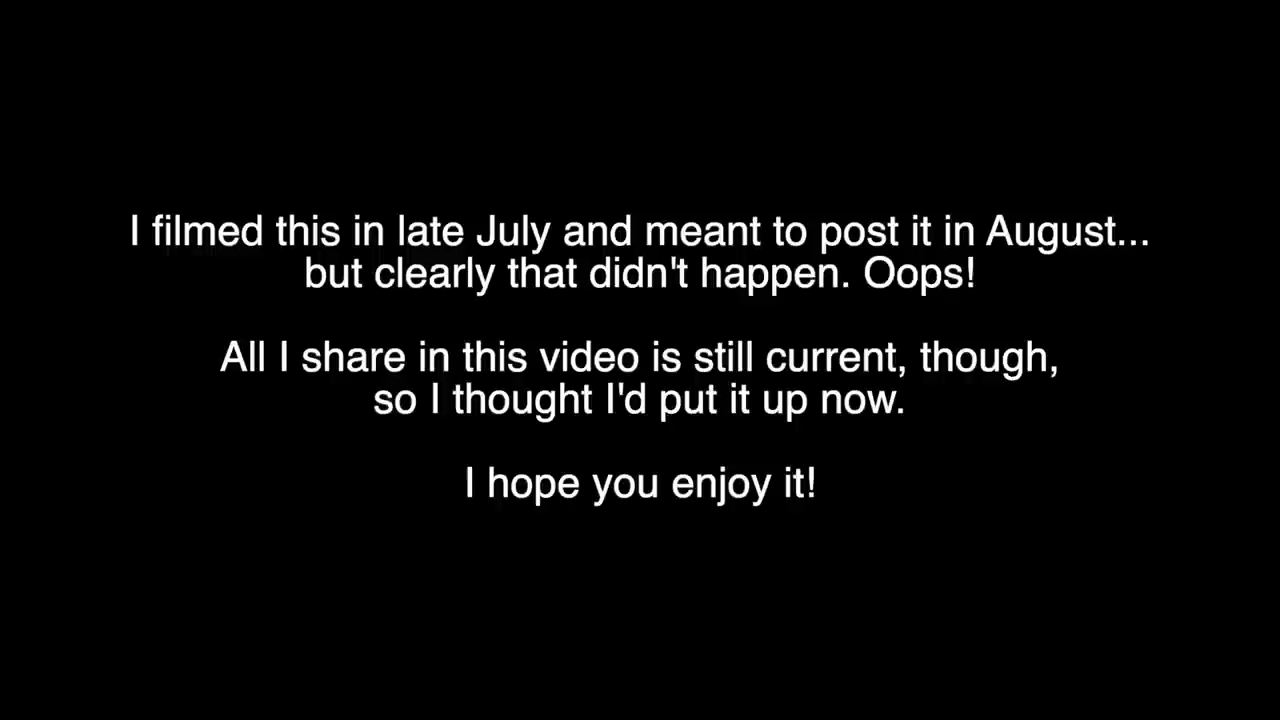 I filmed this in late July and meant to post it in August...
but clearly that didn't happen. Oops!
All I share in this video is still current, though,
so I thought I'd put it up now.
I hope you enjoy it!